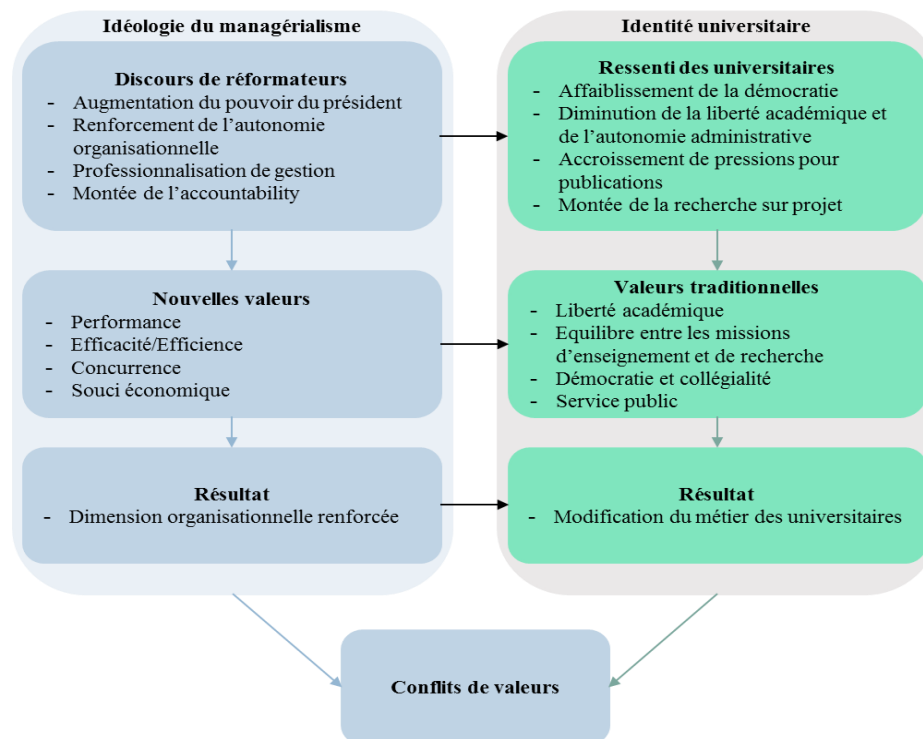 Idéologie du managérialisme
Discours de réformateurs
- Augmentation du pouvoir du président
- Renforcement de l’autonomie
organisationnelle
- Professionnalisation de gestion
- Montée de l’accountability
Nouvelles valeurs
- Performance
- Efficacité/Efficience
- Concurrence
- Souci économique
Résultat
- Dimension organisationnelle renforcée
Identité universitaire
Ressenti des universitaires
- Affaiblissement de la démocratie
- Diminution de la liberté académique et
de l’autonomie administrative
- Accroissement de pressions pour
publications
- Montée de la recherche sur projet
Valeurs traditionnelles
- Liberté académique
- Equilibre entre les missions
d’enseignement et de recherche
- Démocratie et collégialité
- Service public
Résultat
- Modification du métier des universitaires
Conflits de valeurs